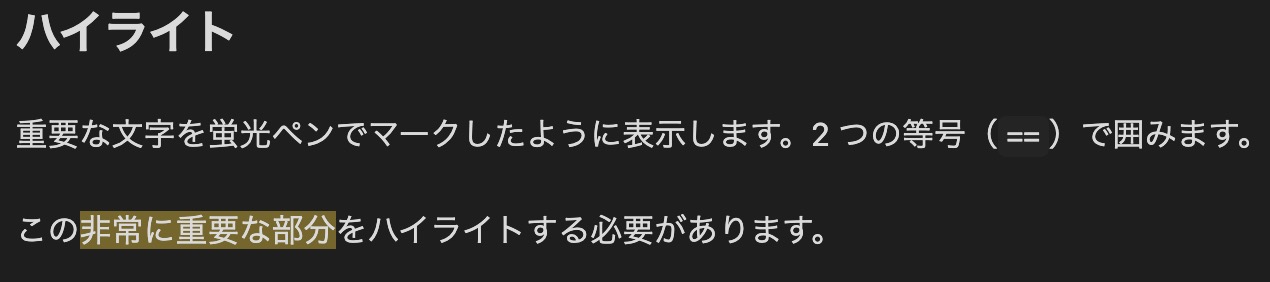 ハイライト
重要な文字を蛍光ペンでマークしたように表示します。2 つの等号（==）で囲みます。
この非常に重要な部分をハイライトする必要があります。